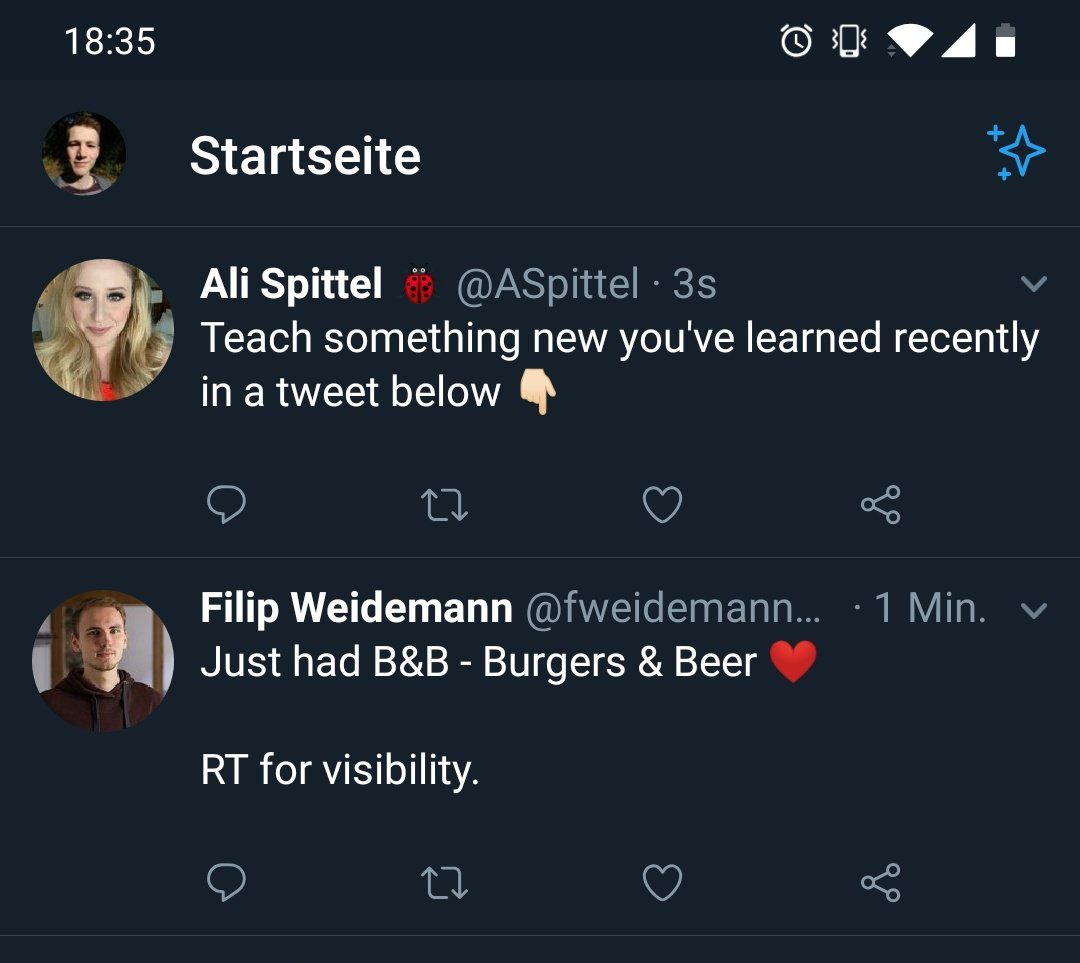 18:35
Startseite
Ali Spittel 🐞 @ASpittel · 3s
Teach something new you've learned recently
in a tweet below 👇🏻
Filip Weidemann @fweidemann... · 1 Min.
Just had B&B - Burgers & Beer ❤️
RT for visibility.